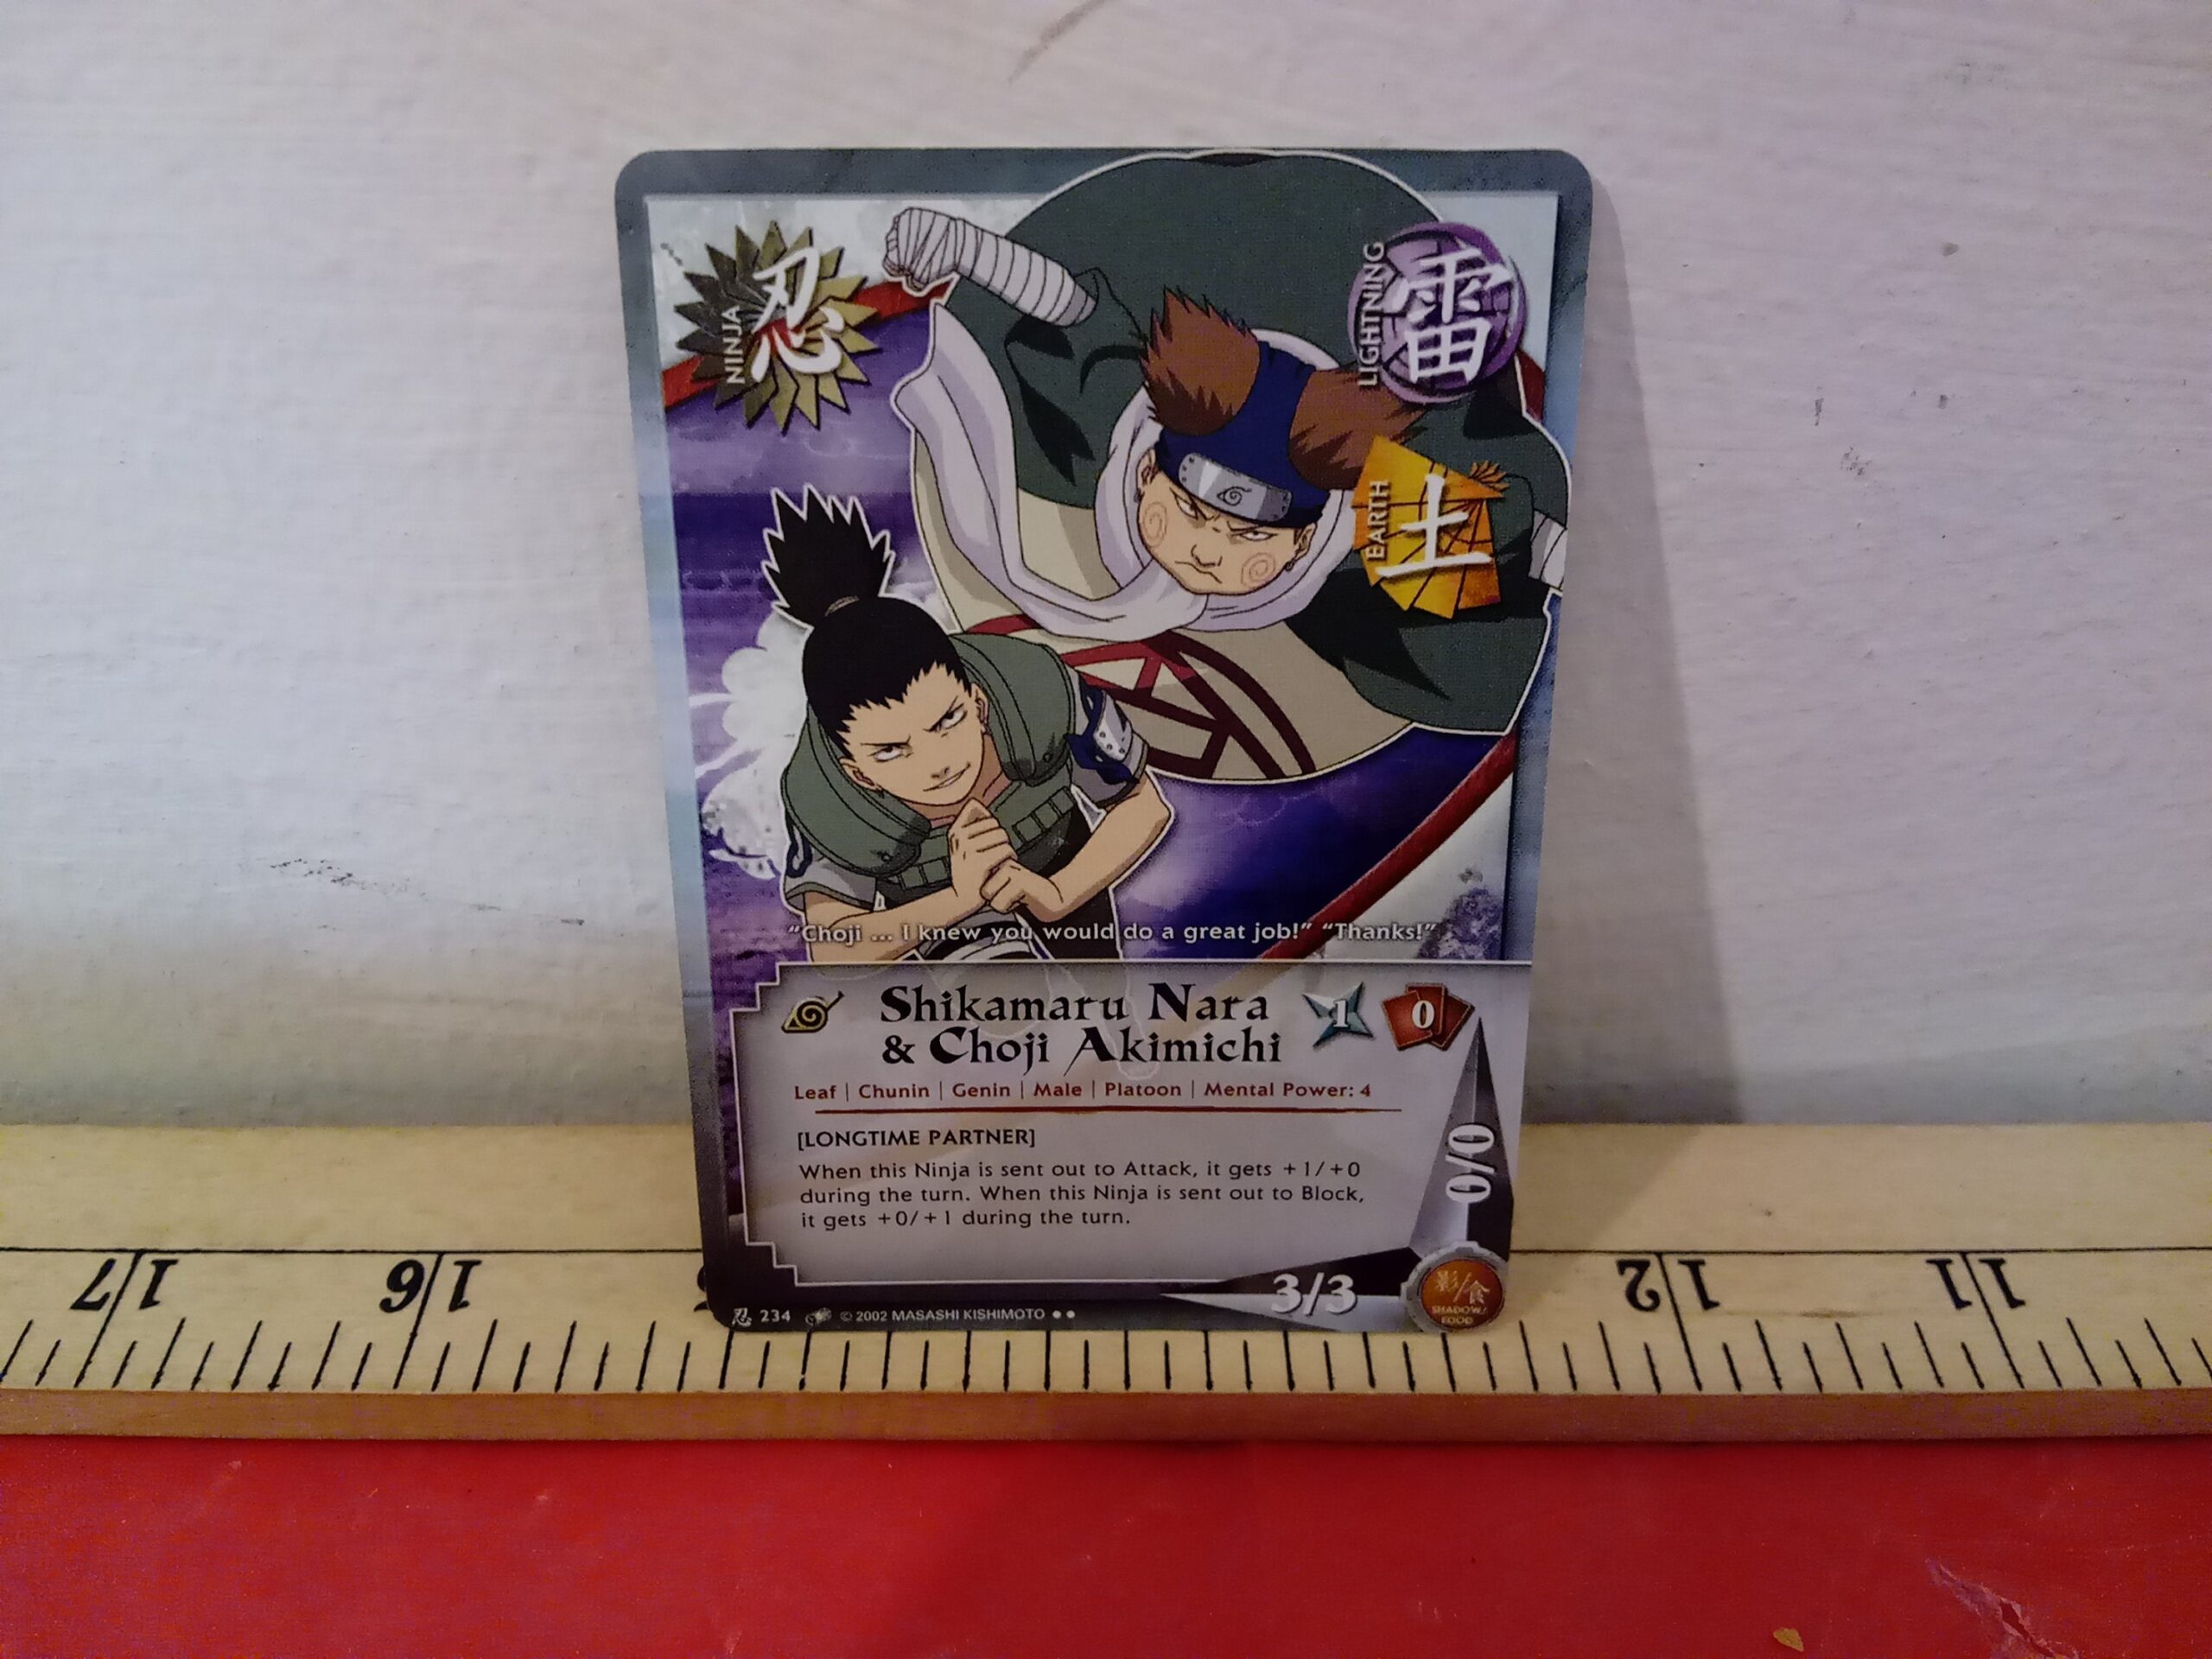 忍
NINJA
雷
LIGHTNING
土
EARTH
"Choji ... I knew you would do a great job!" "Thanks!"
Shikamaru Nara
& Choji Akimichi
1
0
Leaf | Chunin | Genin | Male | Platoon | Mental Power: 4
[LONGTIME PARTNER]
When this Ninja is sent out to Attack, it gets +1/+0
during the turn. When this Ninja is sent out to Block,
it gets +0/+1 during the turn.
0/0
3/3
影/食
SHADOW/
FOOD
忍 234 © 2002 MASASHI KISHIMOTO ●●
17 16 12 11